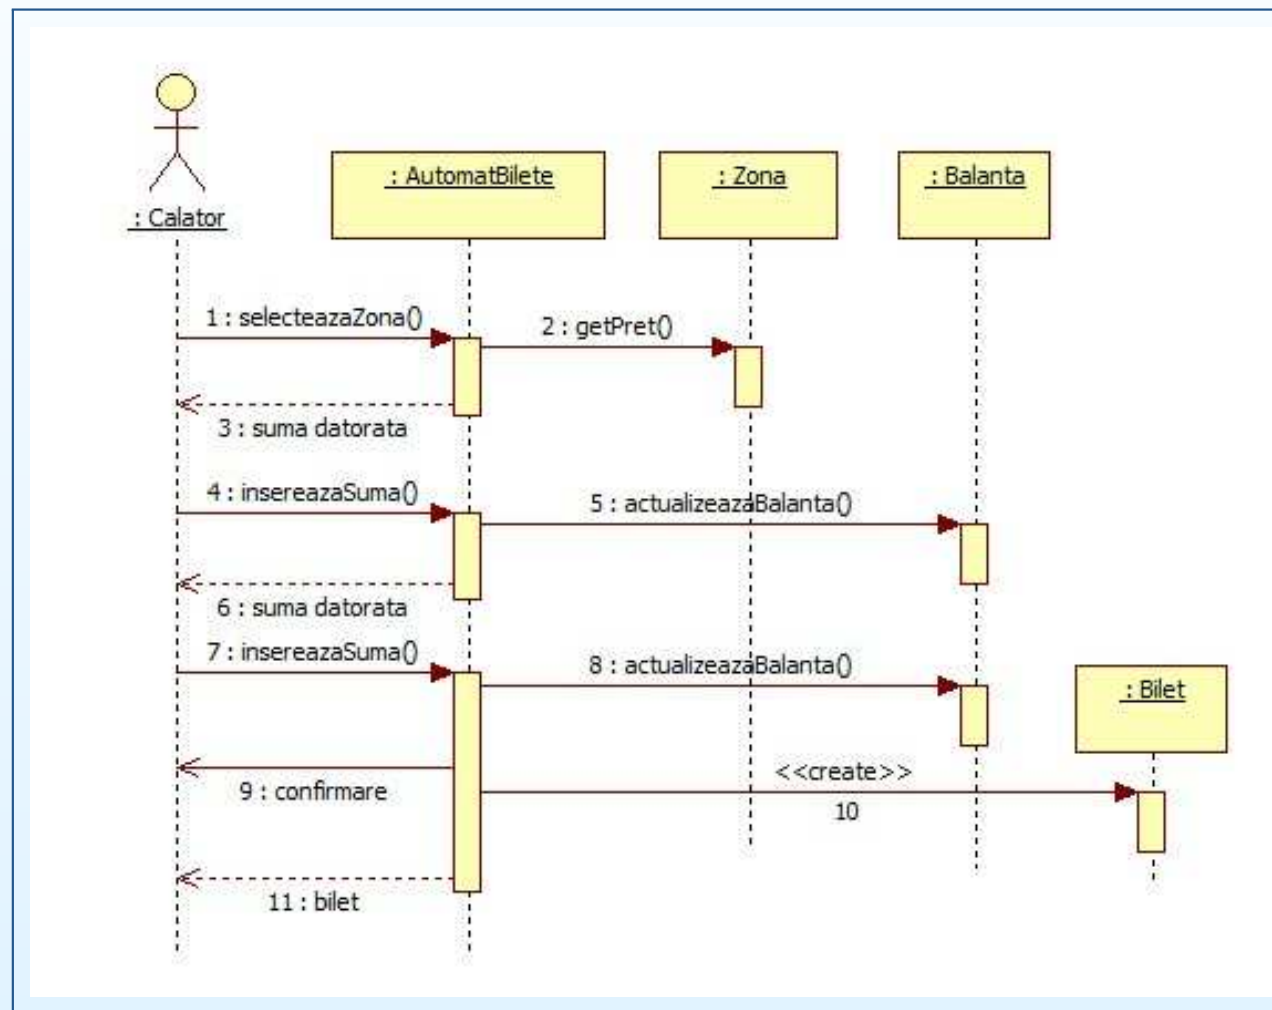 : Calator
: AutomatBilete
: Zona
: Balanta
1 : selecteazaZona()
2 : getPret()
3 : suma datorata
4 : insereazaSuma()
5 : actualizeazaBalanta()
6 : suma datorata
7 : insereazaSuma()
8 : actualizeazaBalanta()
: Bilet
9 : confirmare
<<create>>
10
11 : bilet